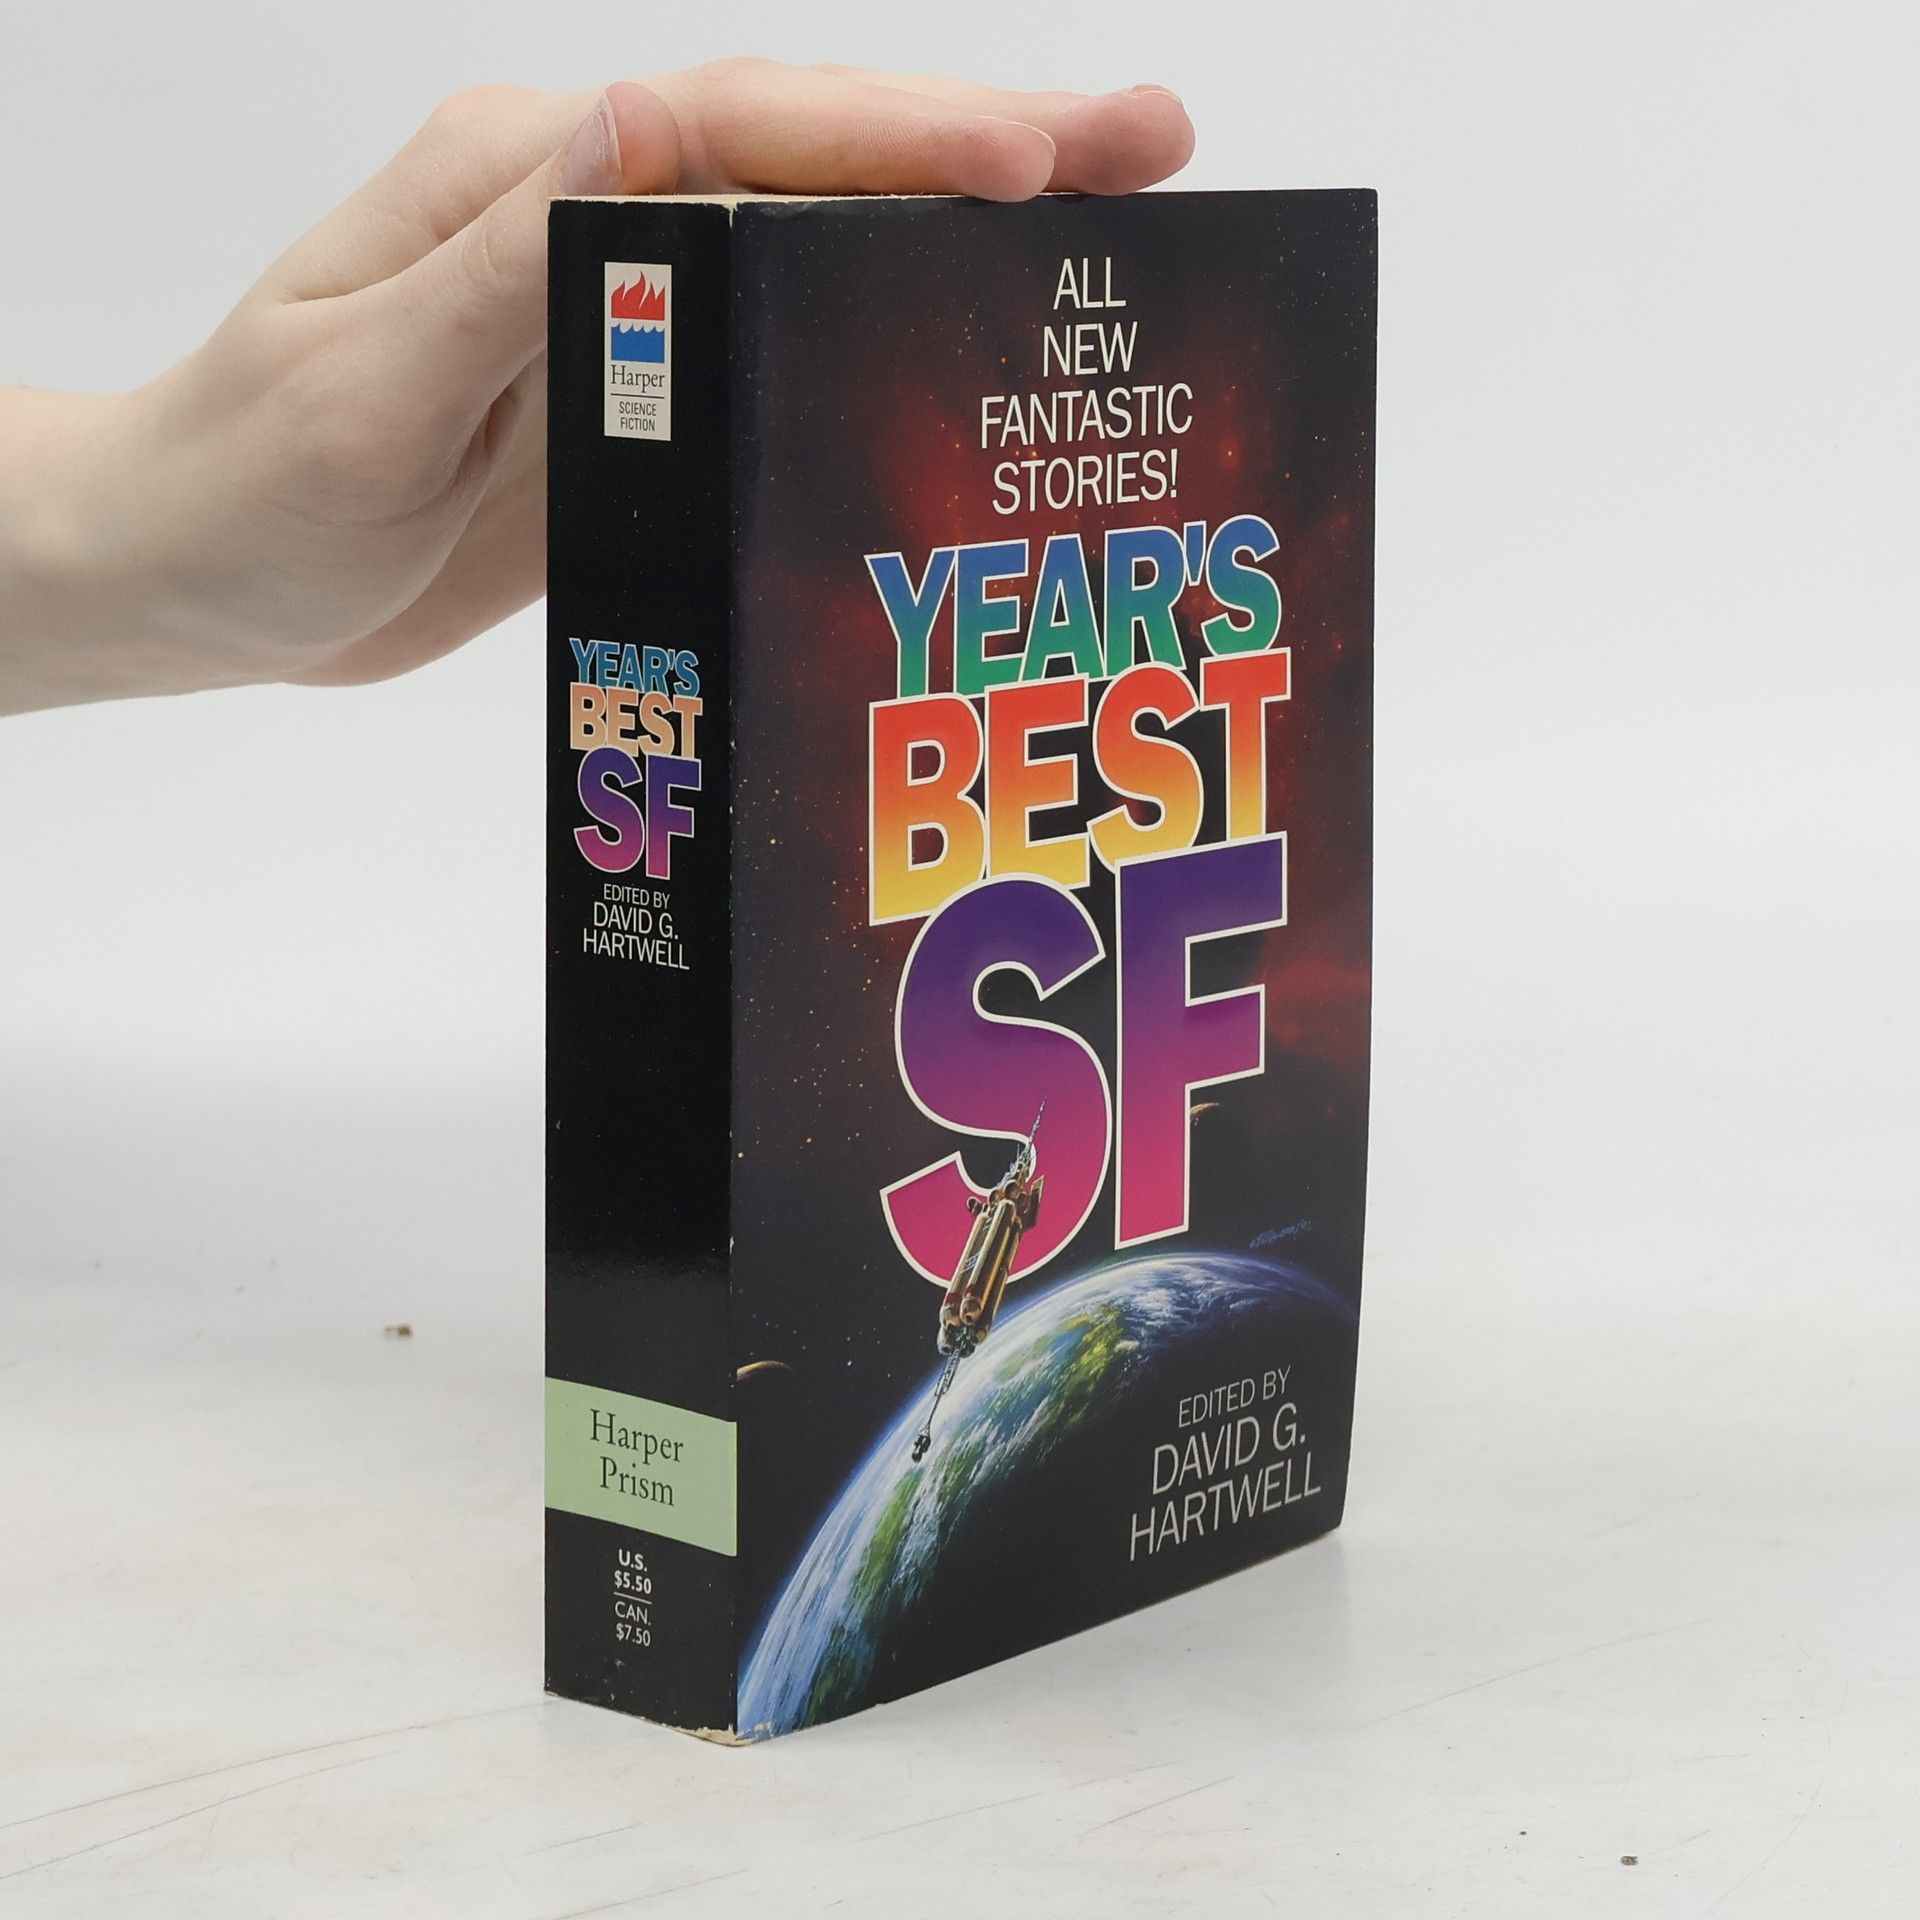 Harper
SCIENCE
FICTION
YEAR'S
BEST
SF
EDITED BY
DAVID G.
HARTWELL
Harper
Prism
U.S.
$5.50
CAN.
$7.50
ALL
NEW
FANTASTIC
STORIES!
YEAR'S
BEST
SF
EDITED BY
DAVID G.
HARTWELL